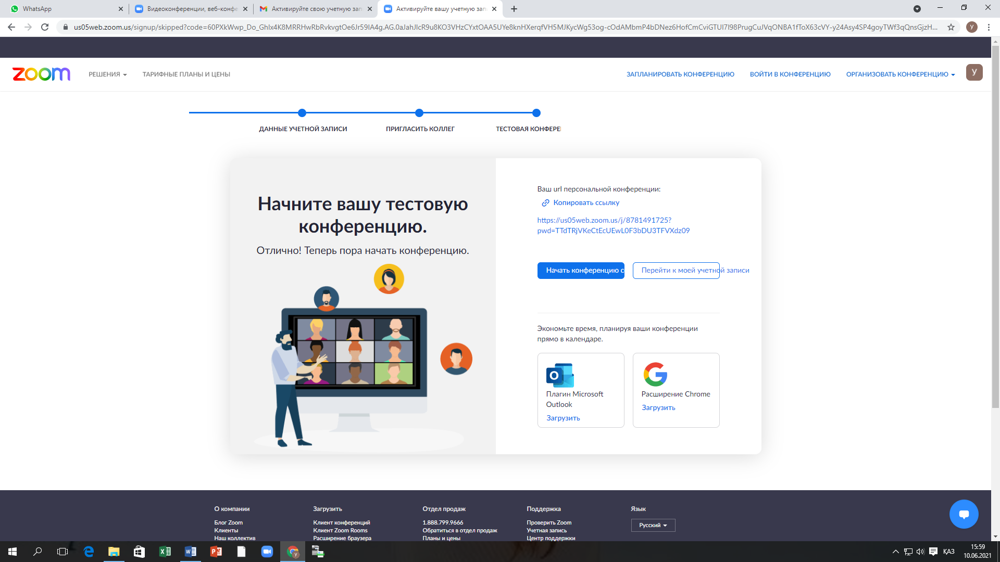 WhatsApp
Видеоконференции, веб-конфе
Активируйте свою учетную зап
Активируйте вашу учетную зап
us05web.zoom.us/signup/skipped?code=60PXkWwp_Do_GhIx4K8MRRHwRbRvkvgtOe6Jr59IA4g.AG.0aJahJIcR9u8KO3VHzCYxtOAA5UYe8knHXerqfVH5MJKycWg53og-cOdAMbmP4bDNez6HofCmCviGTUI7I98PrugCuJVqONBA1fToX63cVY-y24Asy4SP4goyTWf3qQnsGjzH...
У
zoom
РЕШЕНИЯ
ТАРИФНЫЕ ПЛАНЫ И ЦЕНЫ
ЗАПЛАНИРОВАТЬ КОНФЕРЕНЦИЮ
ВОЙТИ В КОНФЕРЕНЦИЮ
ОРГАНИЗОВАТЬ КОНФЕРЕНЦИЮ
У
ДАННЫЕ УЧЕТНОЙ ЗАПИСИ
ПРИГЛАСИТЬ КОЛЛЕГ
ТЕСТОВАЯ КОНФЕРЕ
Начните вашу тестовую
конференцию.
Отлично! Теперь пора начать конференцию.
Ваш url персональной конференции:
Копировать ссылку
https://us05web.zoom.us/j/8781491725?
pwd=TTdTRjVKeCtEcUEwL0F3bDU3TFVXdz09
Начать конференцию с
Перейти к моей учетной записи
Экономьте время, планируя ваши конференции
прямо в календаре.
Плагин Microsoft
Outlook
Загрузить
Расширение Chrome
Загрузить
О компании
Блог Zoom
Клиенты
Наш коллектив
Загрузить
Клиент конференций
Клиент Zoom Rooms
Расширение браузера
Отдел продаж
1.888.799.9666
Обратиться в отдел продаж
Планы и цены
Поддержка
Проверить Zoom
Учетная запись
Центр поддержки
Язык
Русский
ҚАЗ
15:59
10.06.2021